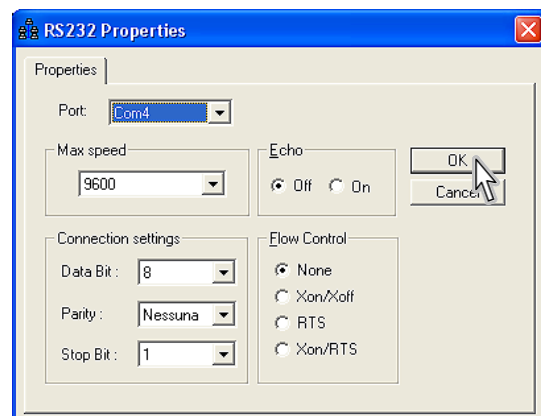 RS232 Properties
Properties
Port: Com4
Max speed
9600
Echo
Off On
OK
Cancel
Connection settings
Data Bit : 8
Parity : Nessuna
Stop Bit : 1
Flow Control
None
Xon/Xoff
RTS
Xon/RTS